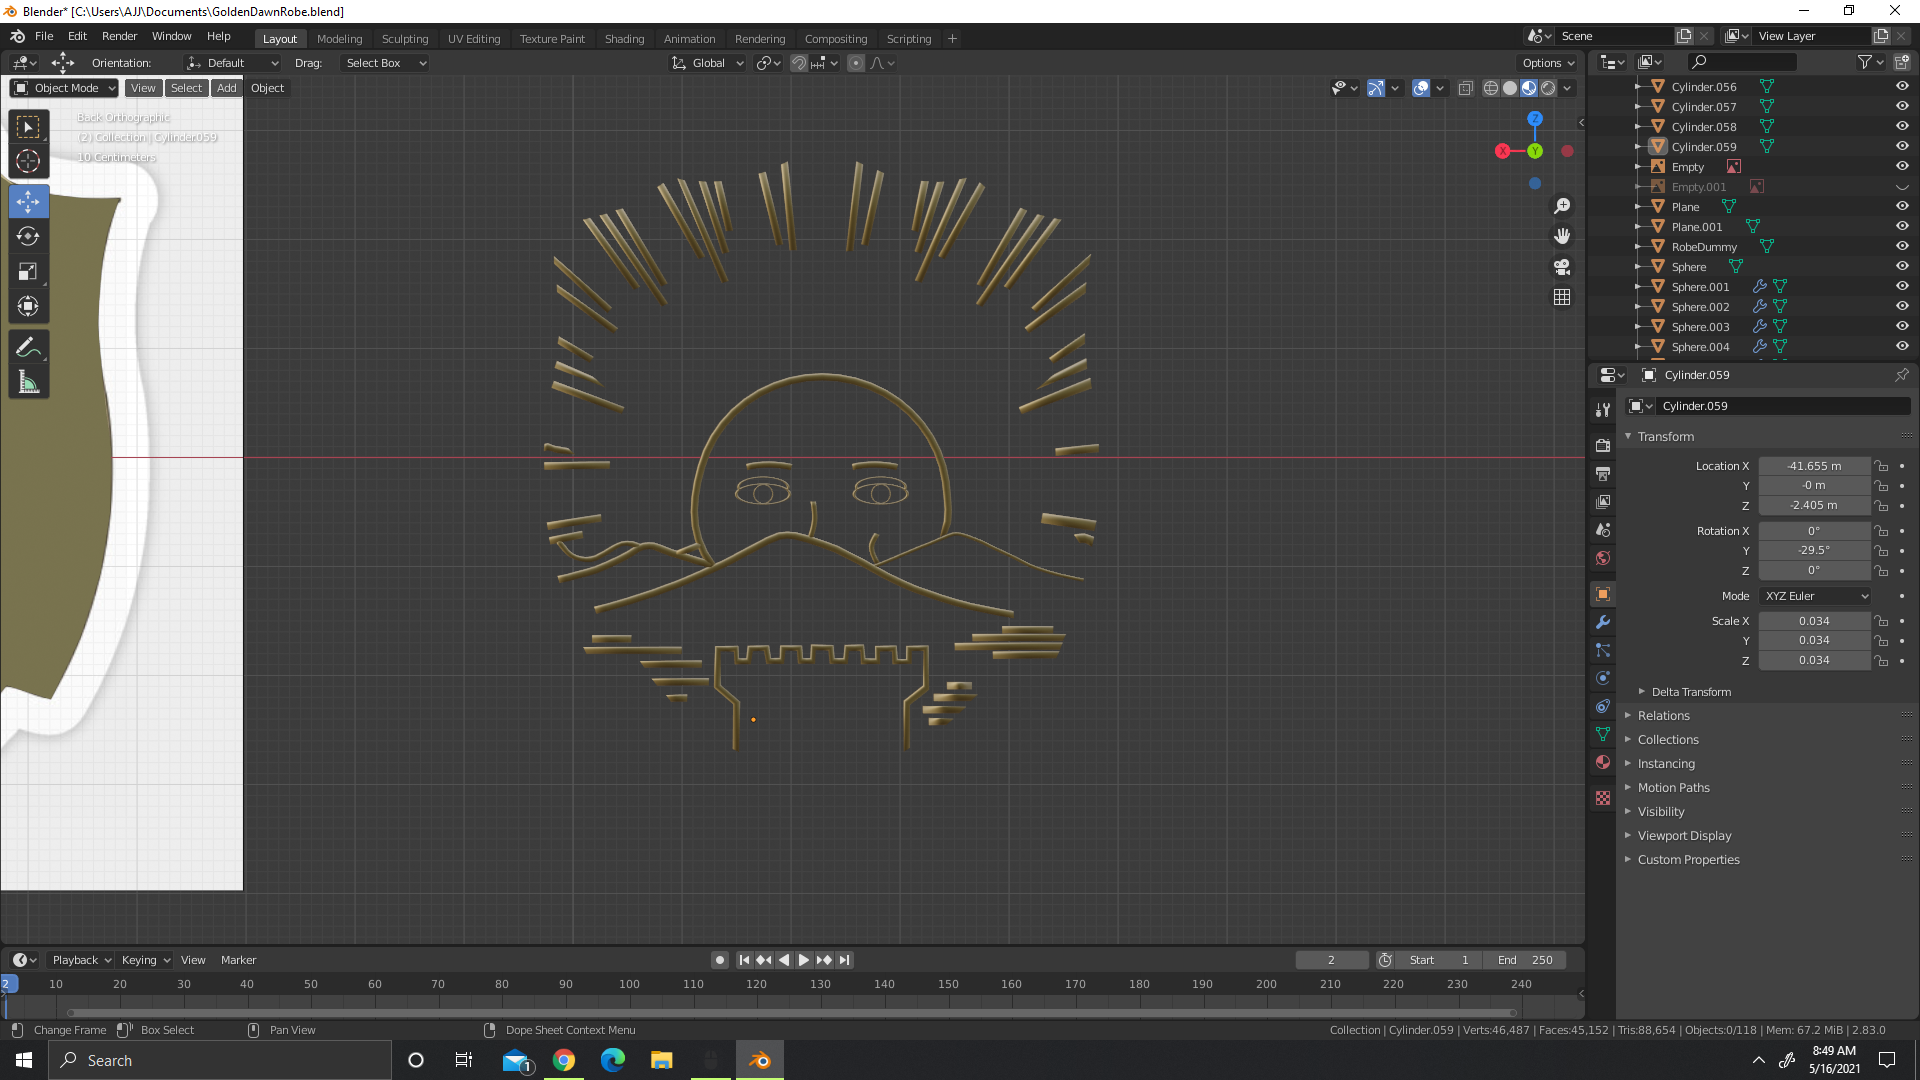 Blender* [C:\Users\AJJ\Documents\GoldenDawnRobe.blend]
File Edit Render Window Help
Layout Modeling Sculpting UV Editing Texture Paint Shading Animation Rendering Compositing Scripting +
Scene
View Layer
Orientation: Default Drag: Select Box
Global
Options
Object Mode View Select Add Object
Back Orthographic
(2) Collection | Cylinder.059
10 Centimeters
Z
X
Y
Cylinder.056
Cylinder.057
Cylinder.058
Cylinder.059
Empty
Empty.001
Plane
Plane.001
RobeDummy
Sphere
Sphere.001
Sphere.002
Sphere.003
Sphere.004
Cylinder.059
Cylinder.059
Transform
Location X -41.655 m
Y -0 m
Z -2.405 m
Rotation X 0°
Y -29.5°
Z 0°
Mode XYZ Euler
Scale X 0.034
Y 0.034
Z 0.034
Delta Transform
Relations
Collections
Instancing
Motion Paths
Visibility
Viewport Display
Custom Properties
Playback Keying View Marker
2 Start 1 End 250
2 10 20 30 40 50 60 70 80 90 100 110 120 130 140 150 160 170 180 190 200 210 220 230 240
Change Frame Box Select Pan View Dope Sheet Context Menu
Collection | Cylinder.059 | Verts:46,487 | Faces:45,152 | Tris:88,654 | Objects:0/118 | Mem: 67.2 MiB | 2.83.0
Search
1
8:49 AM
5/16/2021